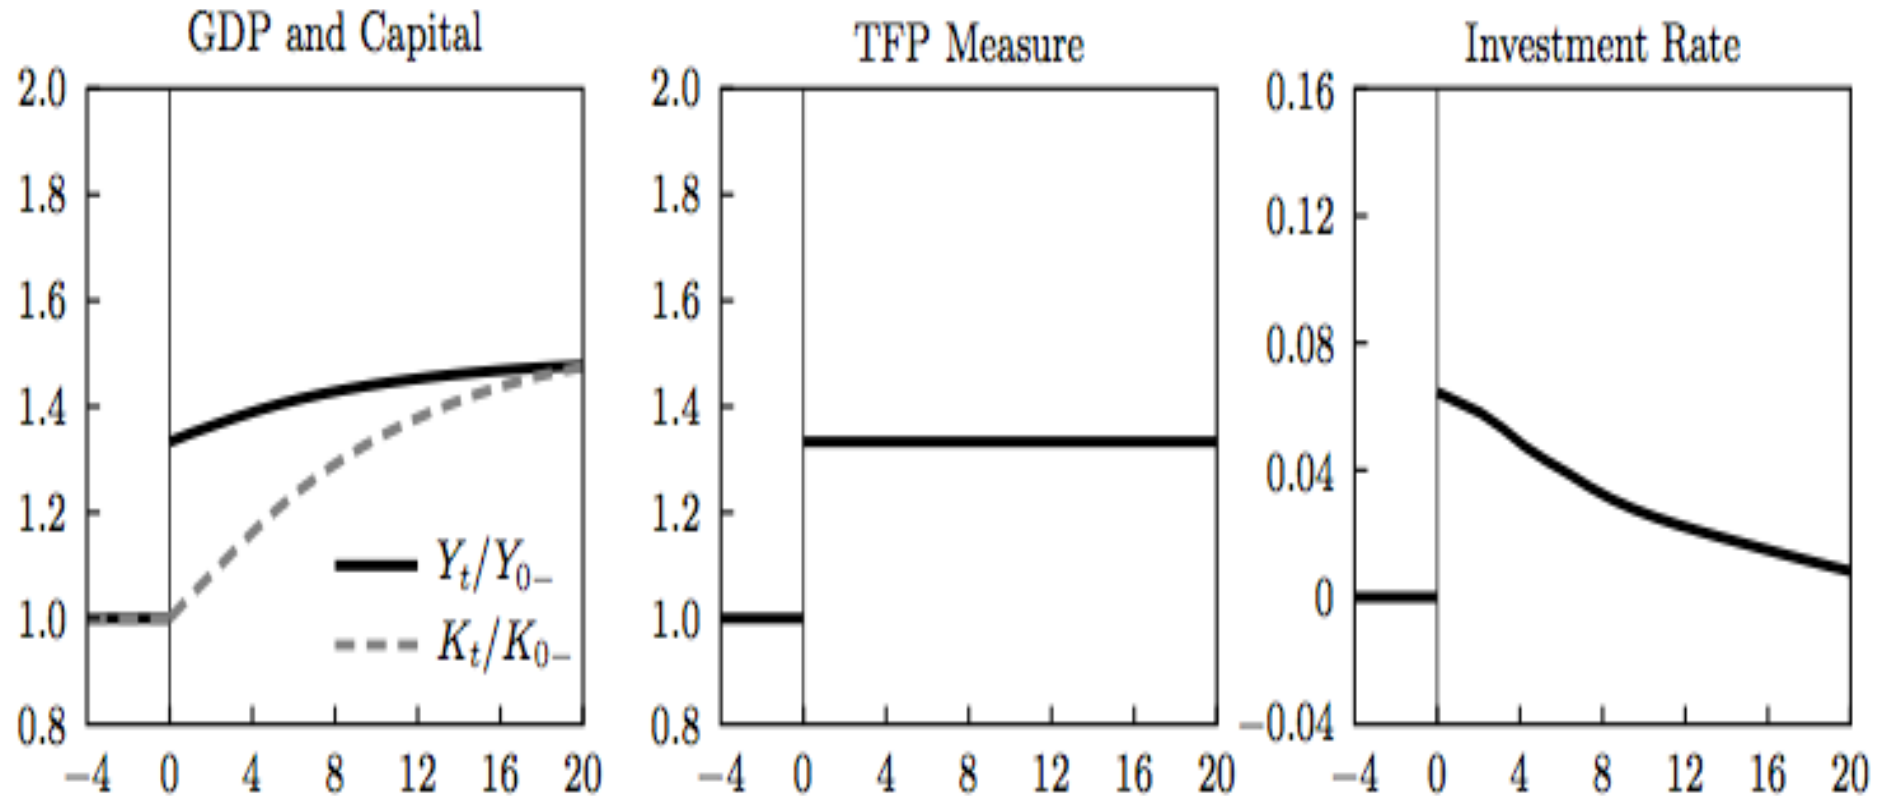 GDP and Capital
2.0
1.8
1.6
1.4
1.2
1.0
0.8
−4 0 4 8 12 16 20
Y_t/Y_{0−}
K_t/K_{0−}
TFP Measure
2.0
1.8
1.6
1.4
1.2
1.0
0.8
−4 0 4 8 12 16 20
Investment Rate
0.16
0.12
0.08
0.04
0
−0.04
−4 0 4 8 12 16 20